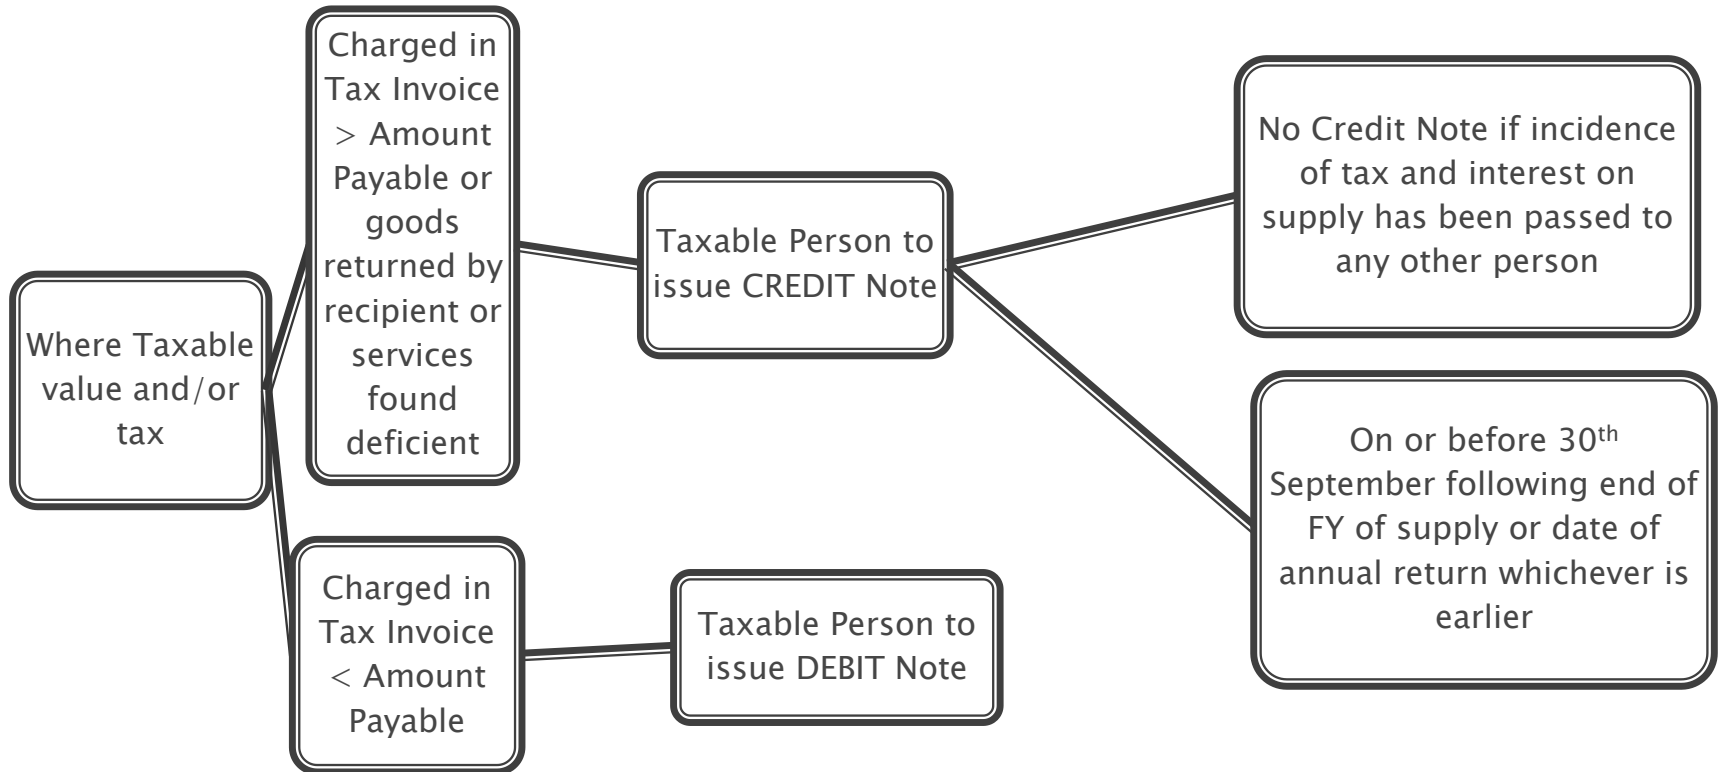 Where Taxable
value and/or
tax
Charged in
Tax Invoice
> Amount
Payable or
goods
returned by
recipient or
services
found
deficient
Taxable Person to
issue CREDIT Note
No Credit Note if incidence
of tax and interest on
supply has been passed to
any other person
On or before 30th
September following end of
FY of supply or date of
annual return whichever is
earlier
Charged in
Tax Invoice
< Amount
Payable
Taxable Person to
issue DEBIT Note